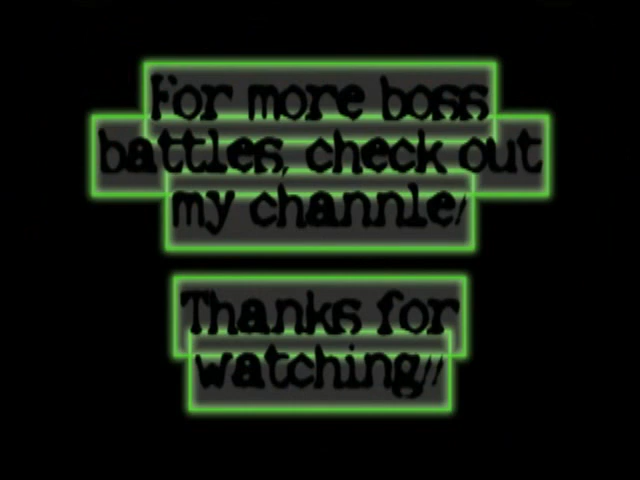 For more boss
battles, check out
my channle!
Thanks for
watching!!